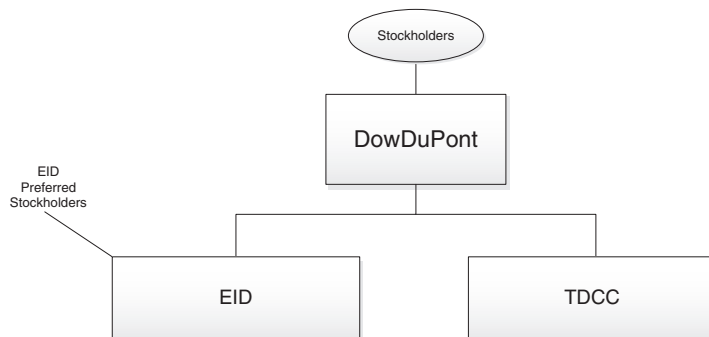 Stockholders
DowDuPont
EID
Preferred
Stockholders
EID
TDCC